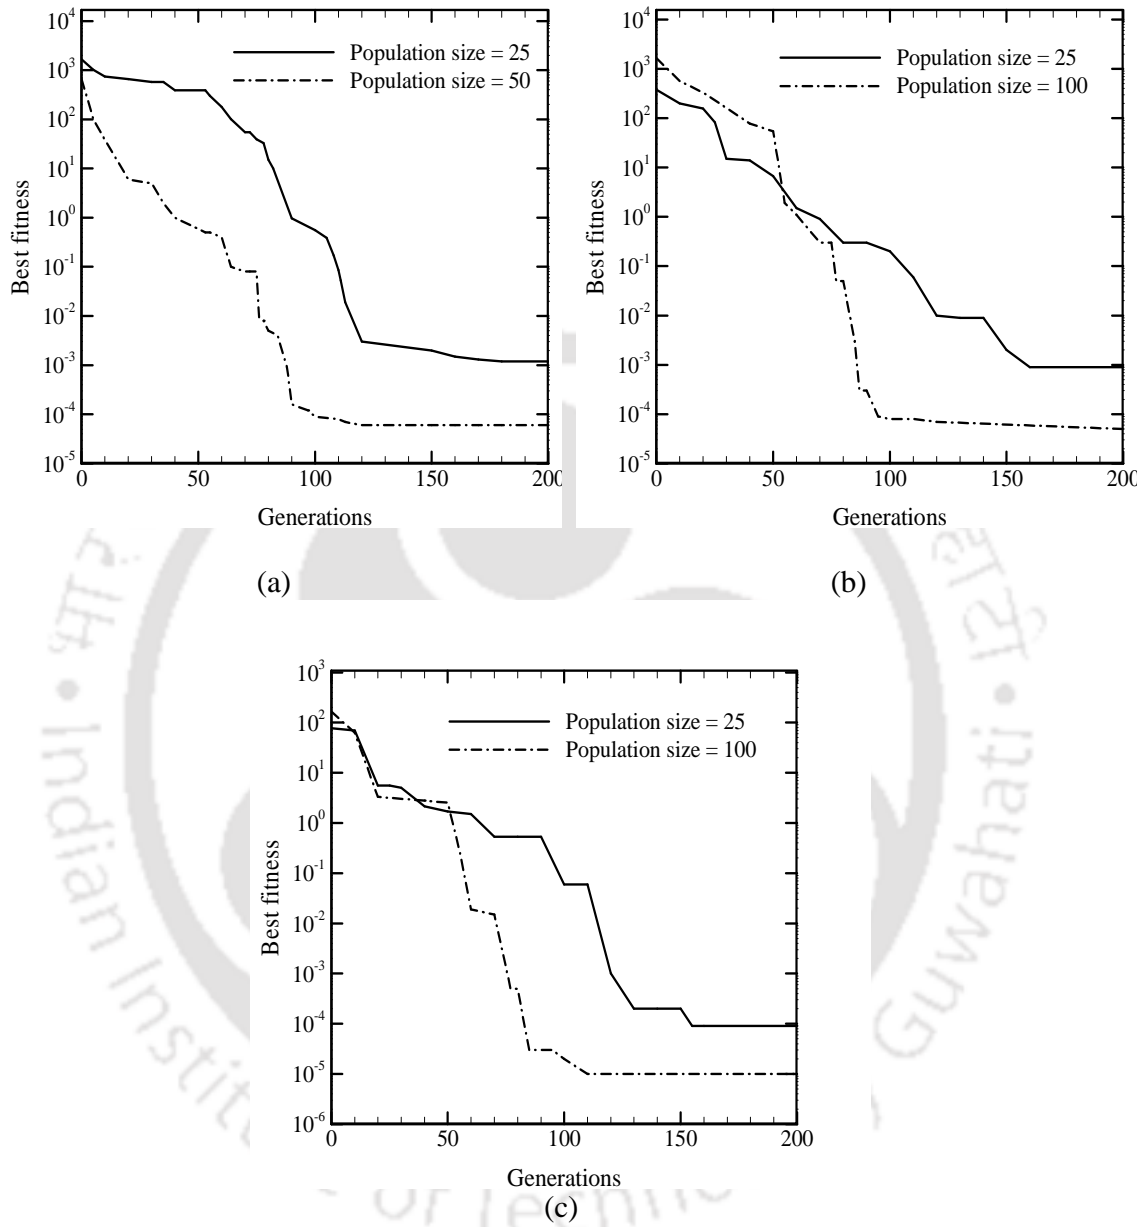 10^4
10^3
10^2
10^1
10^0
10^-1
10^-2
10^-3
10^-4
10^-5
Best fitness
Population size = 25
Population size = 50
0 50 100 150 200
Generations
(a)
10^4
10^3
10^2
10^1
10^0
10^-1
10^-2
10^-3
10^-4
10^-5
Best fitness
Population size = 25
Population size = 100
0 50 100 150 200
Generations
(b)
10^3
10^2
10^1
10^0
10^-1
10^-2
10^-3
10^-4
10^-5
10^-6
Best fitness
Population size = 25
Population size = 100
0 50 100 150 200
Generations
(c)
Indian
Guwahati